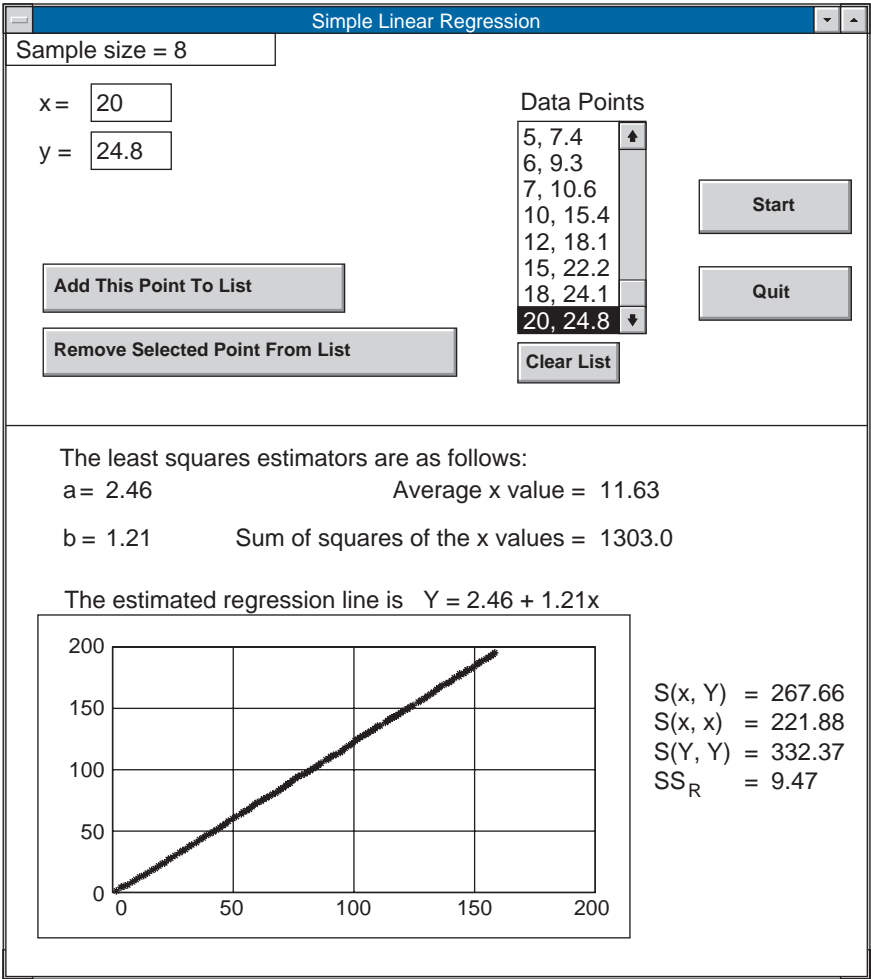 Simple Linear Regression
Sample size = 8
x = 20
y = 24.8
Data Points
5, 7.4
6, 9.3
7, 10.6
10, 15.4
12, 18.1
15, 22.2
18, 24.1
20, 24.8
Start
Quit
Add This Point To List
Remove Selected Point From List
Clear List
The least squares estimators are as follows:
a = 2.46 Average x value = 11.63
b = 1.21 Sum of squares of the x values = 1303.0
The estimated regression line is Y = 2.46 + 1.21x
200
150
100
50
0
0 50 100 150 200
S(x, Y) = 267.66
S(x, x) = 221.88
S(Y, Y) = 332.37
SS_R = 9.47